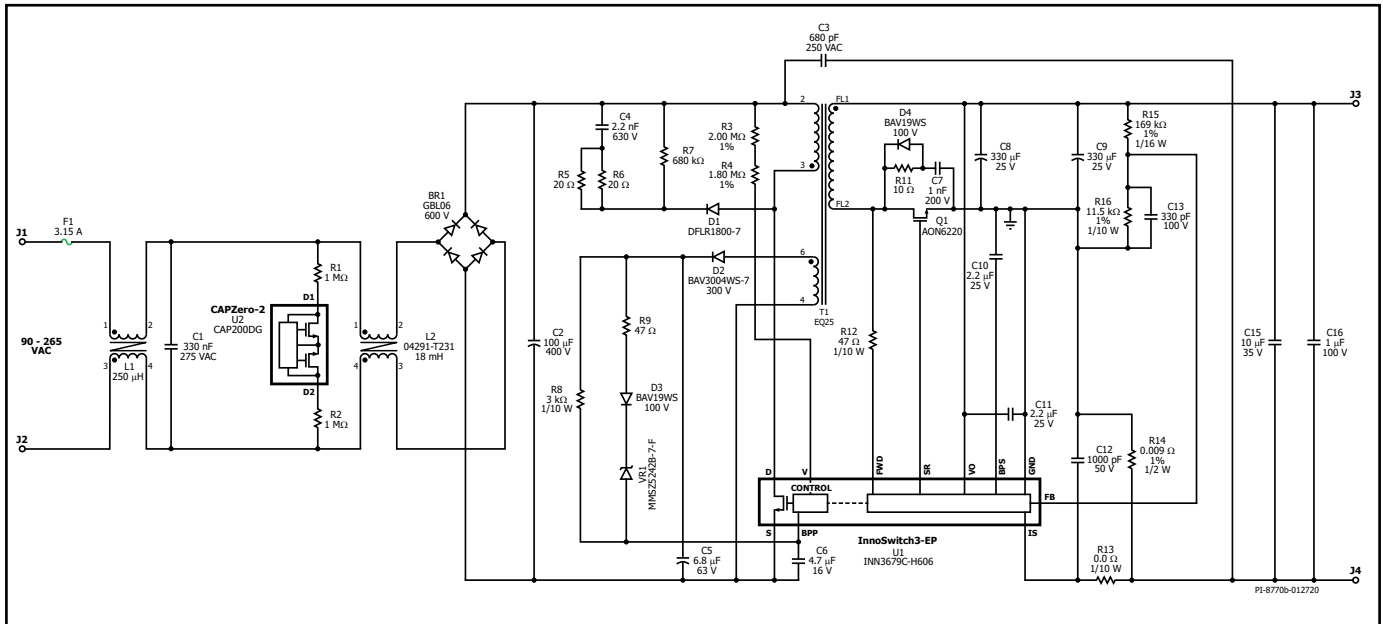 C3
680 pF
250 VAC
J3
2
FL1
D4
BAV19WS
100 V
R15
169 kΩ
1%
1/16 W
C4
2.2 nF
630 V
R3
2.00 MΩ
1%
R7
680 kΩ
R4
1.80 MΩ
1%
C8
330 µF
25 V
C9
330 µF
25 V
R5
20 Ω
R6
20 Ω
3
R11
10 Ω
C7
1 nF
200 V
BR1
GBL06
600 V
FL2
R16
11.5 kΩ
1%
1/10 W
C13
330 pF
100 V
F1
3.15 A
D1
DFLR1800-7
Q1
AON6220
J1
D2
BAV3004WS-7
300 V
6
4
T1
EQ25
C10
2.2 µF
25 V
R1
1 MΩ
D1
CAPZero-2
U2
CAP200DG
D2
R2
1 MΩ
90 - 265
VAC
1
2
3
4
L1
250 µH
C1
330 nF
275 VAC
1
2
4
3
L2
04291-T231
18 mH
C2
100 µF
400 V
R9
47 Ω
R12
47 Ω
1/10 W
C15
10 µF
35 V
C16
1 µF
100 V
R8
3 kΩ
1/10 W
D3
BAV19WS
100 V
C11
2.2 µF
25 V
J2
VR1
MMSZ5242B-7-F
C12
1000 pF
50 V
R14
0.009 Ω
1%
1/2 W
D
V
FWD
SR
VO
BPS
GND
CONTROL
FB
S
BPP
IS
InnoSwitch3-EP
U1
INN3679C-H606
C5
6.8 µF
63 V
C6
4.7 µF
16 V
R13
0.0 Ω
1/10 W
J4
PI-8770b-012720